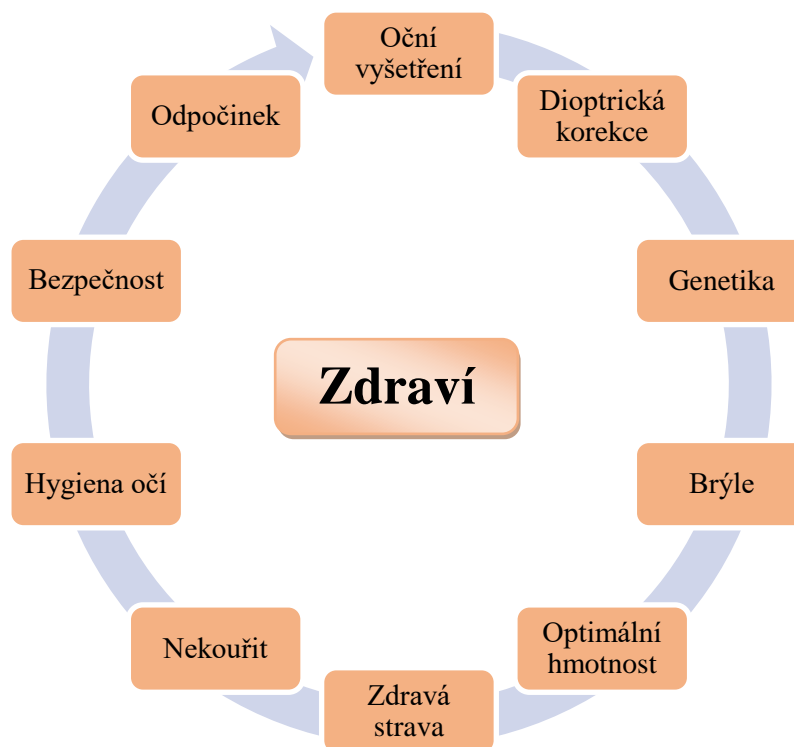 Oční
vyšetření
Dioptrická
korekce
Genetika
Brýle
Optimální
hmotnost
Zdravá
strava
Nekouřit
Hygiena očí
Bezpečnost
Odpočinek
Zdraví